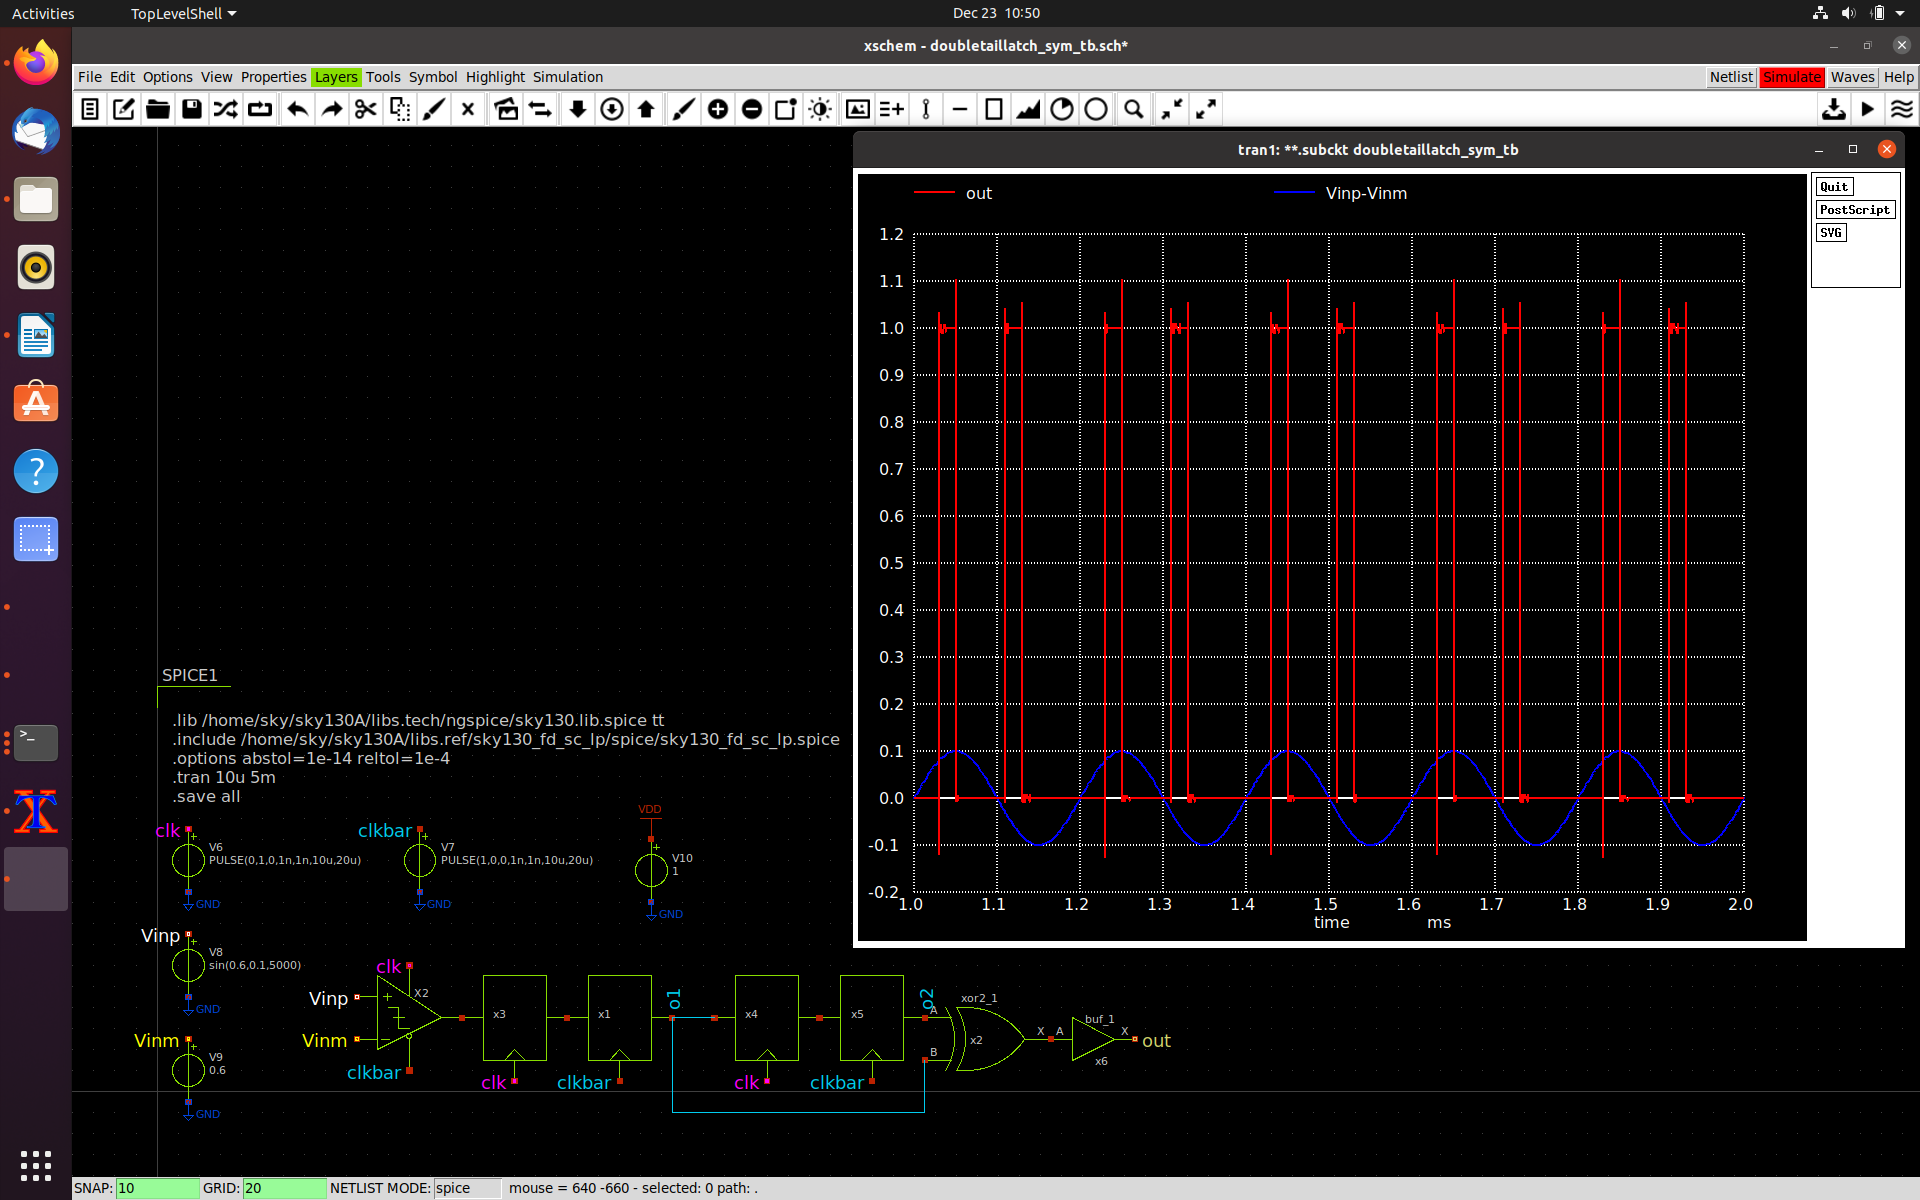 Activities
TopLevelShell
Dec 23 10:50
xschem - doubletaillatch_sym_tb.sch*
File Edit Options View Properties Layers Tools Symbol Highlight Simulation
Netlist Simulate Waves Help
tran1: **.subckt doubletaillatch_sym_tb
out
Vinp-Vinm
Quit
PostScript
SVG
1.2
1.1
1.0
0.9
0.8
0.7
0.6
0.5
0.4
0.3
0.2
0.1
0.0
-0.1
-0.2
1.0 1.1 1.2 1.3 1.4 1.5 1.6 1.7 1.8 1.9 2.0
time ms
SPICE1
.lib /home/sky/sky130A/libs.tech/ngspice/sky130.lib.spice tt
.include /home/sky/sky130A/libs.ref/sky130_fd_sc_lp/spice/sky130_fd_sc_lp.spice
.options abstol=1e-14 reltol=1e-4
.tran 10u 5m
.save all
clk
V6
PULSE(0,1,0,1n,1n,10u,20u)
GND
clkbar
V7
PULSE(1,0,0,1n,1n,10u,20u)
GND
VDD
V10
1
GND
Vinp
V8
sin(0.6,0.1,5000)
GND
Vinm
V9
0.6
GND
clk
X2
Vinp
Vinm
clkbar
x3
clk
x1
clkbar
o1
x4
clk
x5
clkbar
o2
xor2_1
A
B
x2
X
A
buf_1
X
x6
out
SNAP: 10 GRID: 20 NETLIST MODE: spice mouse = 640 -660 - selected: 0 path: .